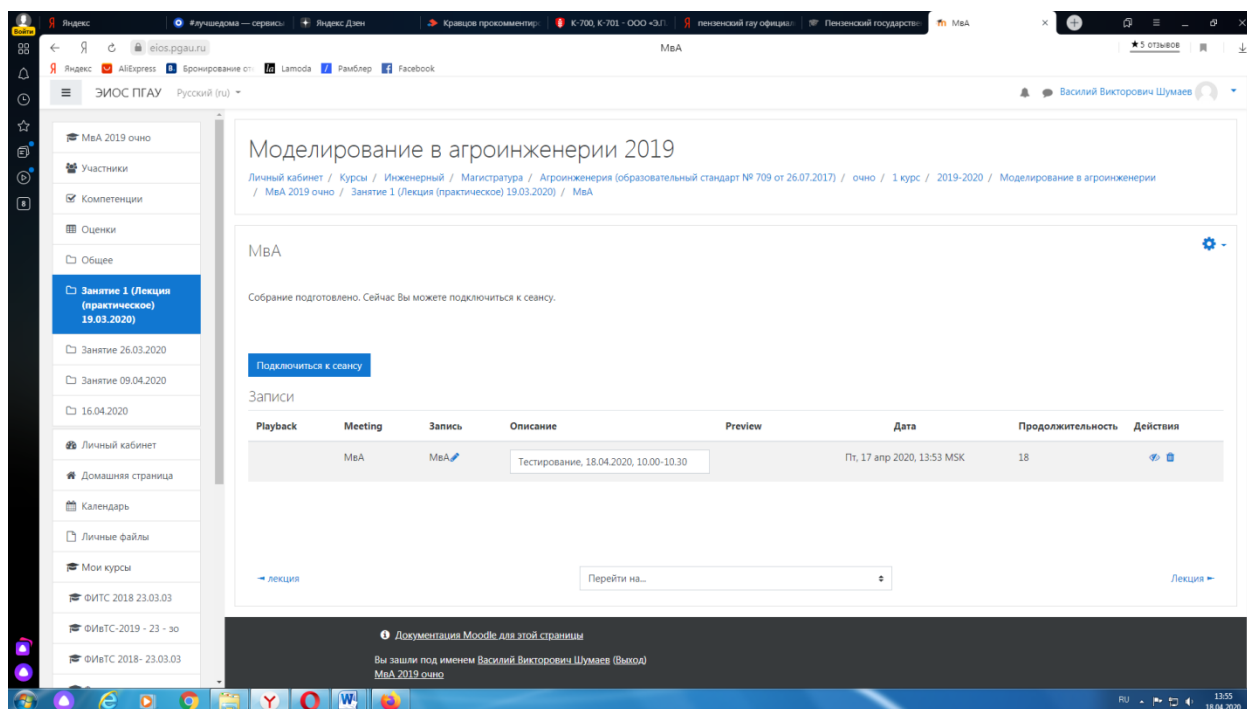 Войти
Яндекс
#лучшедома — сервисы
Яндекс Дзен
Кравцов прокомментир
К-700, К-701 - ООО «З.Г.
пензенский гау официал
Пензенский государстве
МвА
eios.pgau.ru
МвА
★5 отзывов
Яндекс
AliExpress
Бронирование от
Lamoda
Рамблер
Facebook
ЭИОС ПГАУ
Русский (ru)
Василий Викторович Шумаев
МвА 2019 очно
Участники
Компетенции
Оценки
Общее
Занятие 1 (Лекция
(практическое)
19.03.2020)
Занятие 26.03.2020
Занятие 09.04.2020
16.04.2020
Личный кабинет
Домашняя страница
Календарь
Личные файлы
Мои курсы
ФИТС 2018 23.03.03
ФИвТС-2019 - 23 - зо
ФИвТС 2018- 23.03.03
Моделирование в агроинженерии 2019
Личный кабинет / Курсы / Инженерный / Магистратура / Агроинженерия (образовательный стандарт № 709 от 26.07.2017) / очно / 1 курс / 2019-2020 / Моделирование в агроинженерии
/ МвА 2019 очно / Занятие 1 (Лекция (практическое) 19.03.2020) / МвА
МвА
Собрание подготовлено. Сейчас Вы можете подключиться к сеансу.
Подключиться к сеансу
Записи
Playback Meeting Запись Описание Preview Дата Продолжительность Действия
МвА МвА Тестирование, 18.04.2020, 10.00-10.30 Пт, 17 апр 2020, 13:53 MSK 18
◄ лекция
Перейти на...
Лекция ►
Документация Moodle для этой страницы
Вы зашли под именем Василий Викторович Шумаев (Выход)
МвА 2019 очно
RU
13:55
18.04.2020